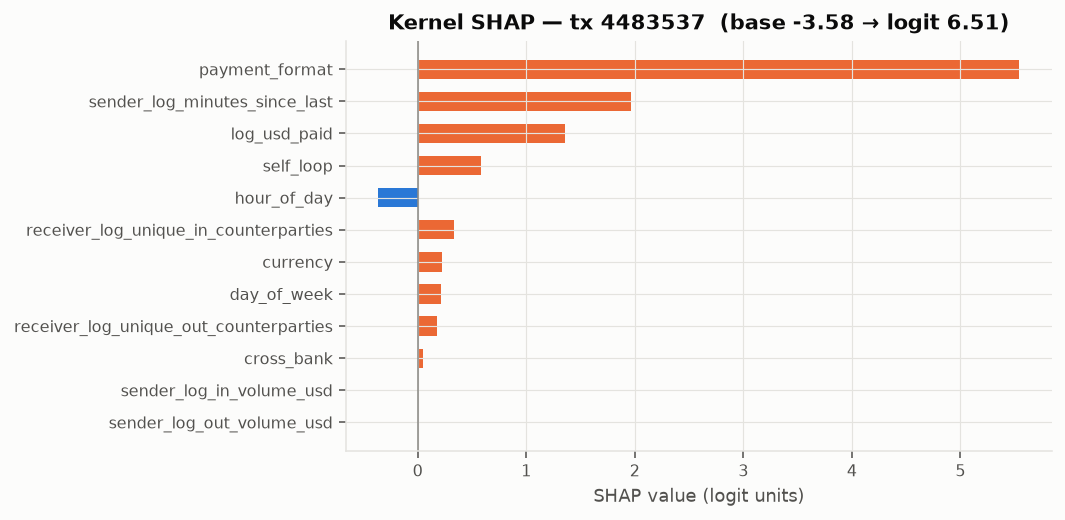 Kernel SHAP — tx 4483537 (base -3.58 → logit 6.51)
payment_format
sender_log_minutes_since_last
log_usd_paid
self_loop
hour_of_day
receiver_log_unique_in_counterparties
currency
day_of_week
receiver_log_unique_out_counterparties
cross_bank
sender_log_in_volume_usd
sender_log_out_volume_usd
0 1 2 3 4 5
SHAP value (logit units)